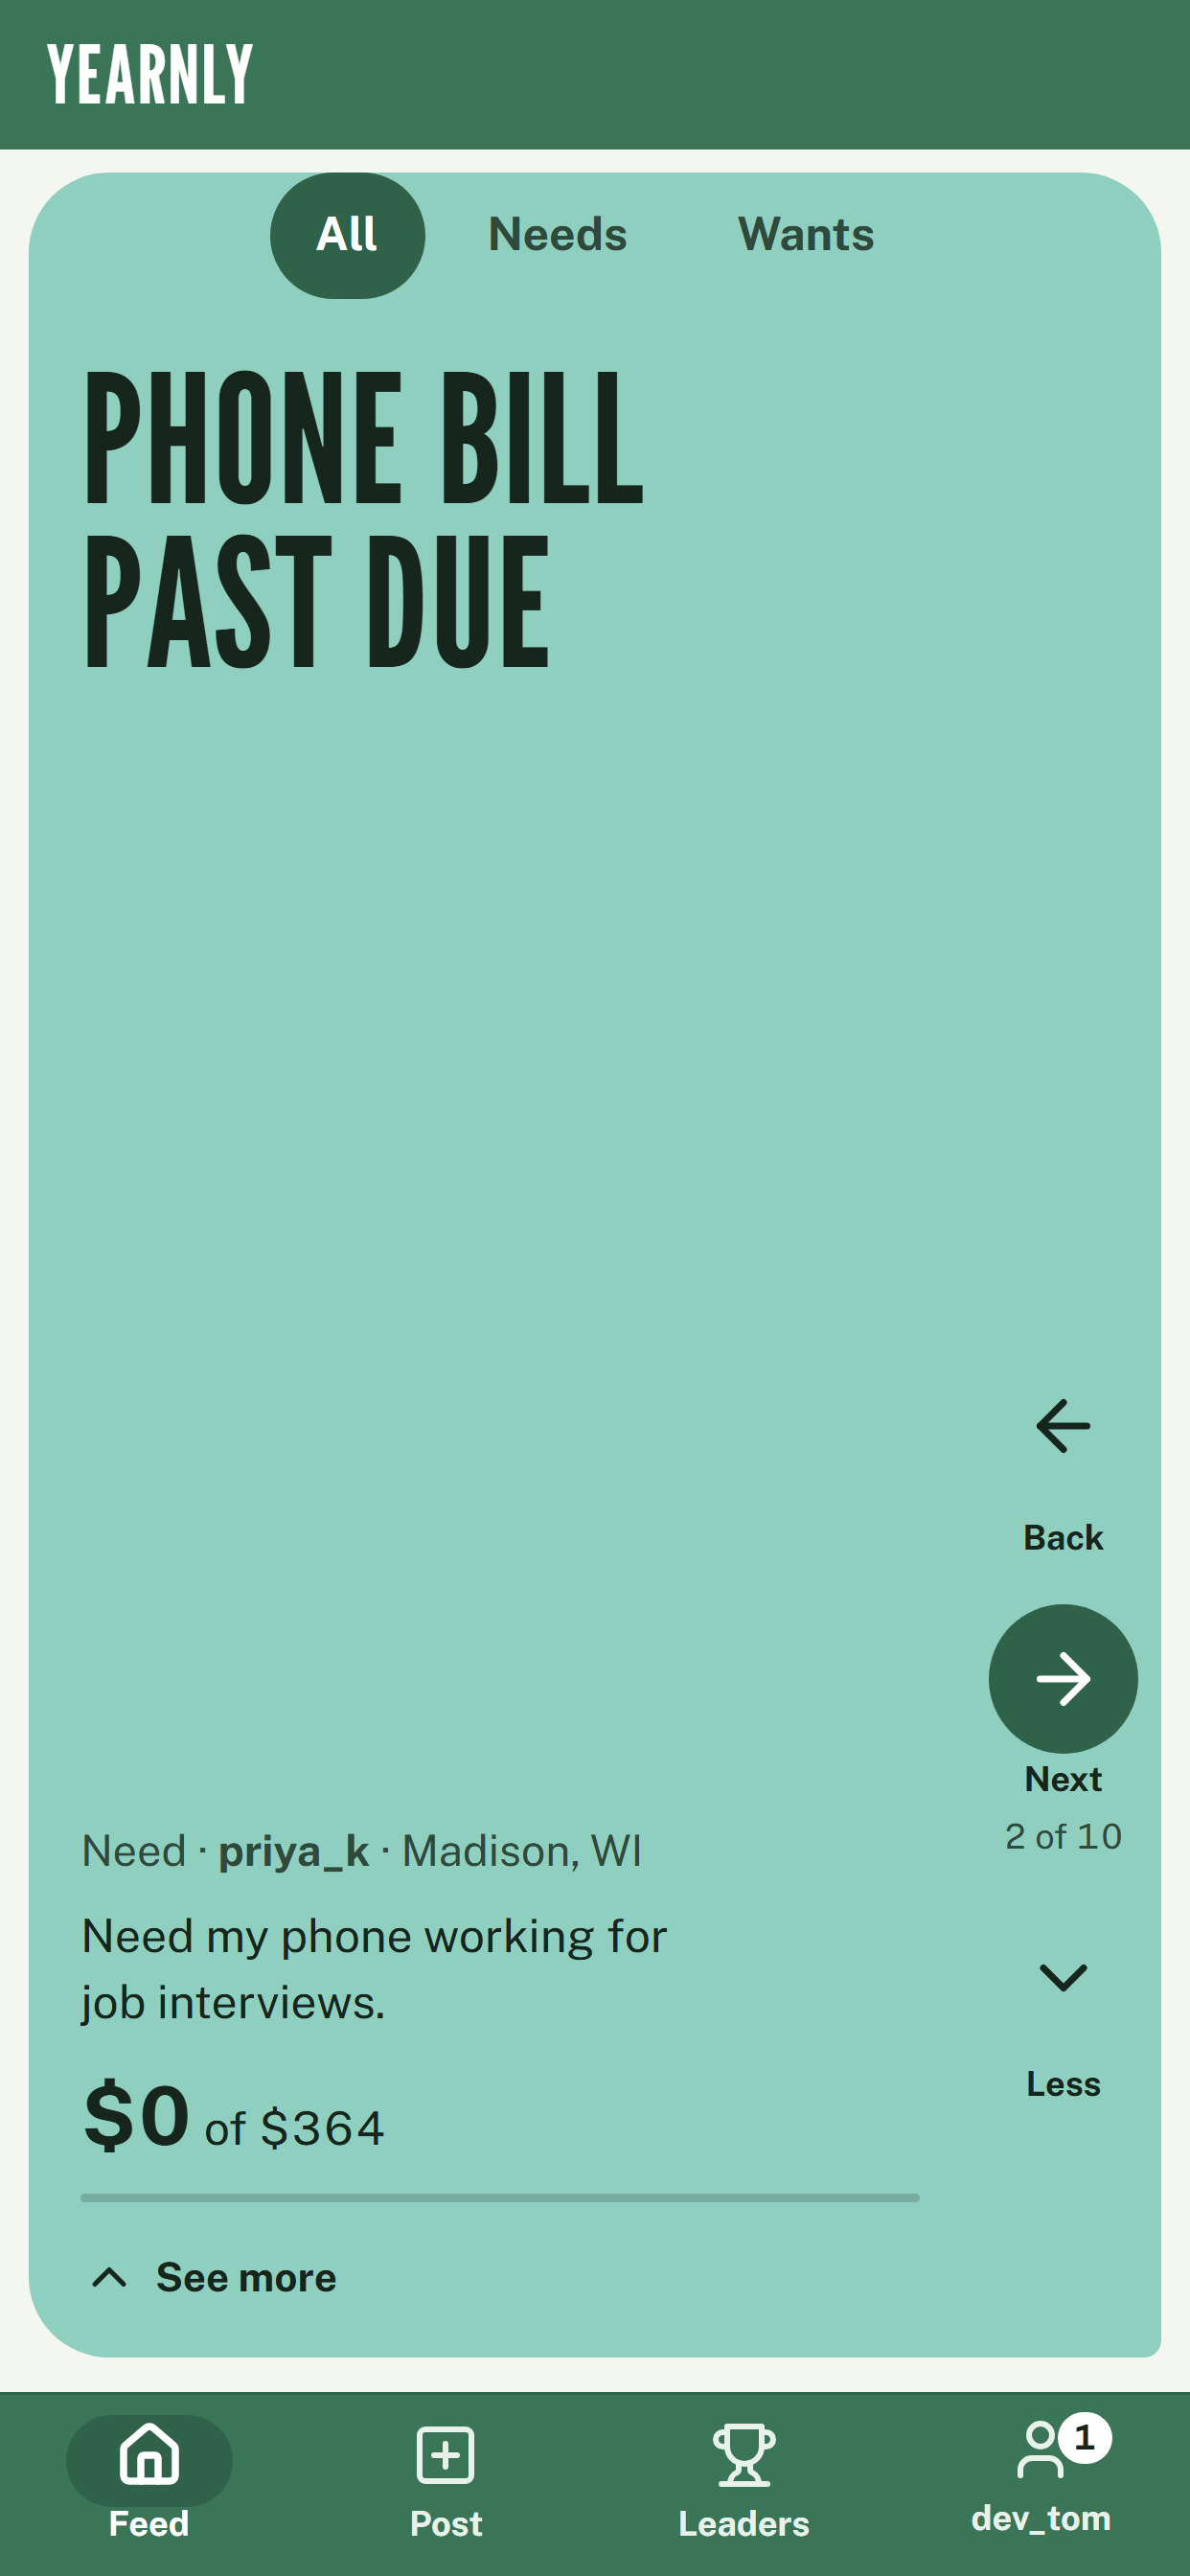 YEARNLY
All Needs Wants
PHONE BILL
PAST DUE
Back
Next
2 of 10
Need · priya_k · Madison, WI
Need my phone working for
job interviews.
Less
$0 of $364
See more
1
Feed Post Leaders dev_tom